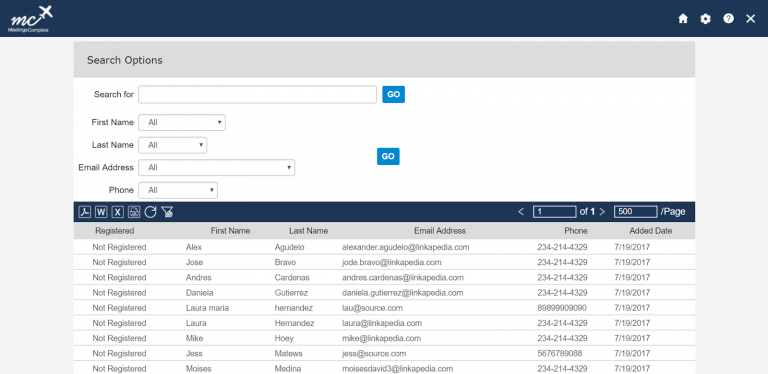 mc
MeetingsComplete
Search Options
Search for GO
First Name All
Last Name All
GO
Email Address All
Phone All
W X 1 of 1 500 /Page
Registered First Name Last Name Email Address Phone Added Date
Not Registered Alex Agudelo alexander.agudelo@linkapedia.com 234-214-4329 7/19/2017
Not Registered Jose Bravo jode.bravo@linkapedia.com 234-214-4329 7/19/2017
Not Registered Andres Cardenas andres.cardenas@linkapedia.com 234-214-4329 7/19/2017
Not Registered Daniela Gutierrez daniela.gutierrez@linkapedia.com 234-214-4329 7/19/2017
Not Registered Laura maria hernandez lau@source.com 89899909090 7/19/2017
Not Registered Laura Hernandez laura@linkapedia.com 234-214-4329 7/19/2017
Not Registered Mike Hoey mike@linkapedia.com 234-214-4329 7/19/2017
Not Registered Jess Matews jess@source.com 5676789088 7/19/2017
Not Registered Moises Medina moisesdavid3@linkapedia.com 234-214-4329 7/19/2017